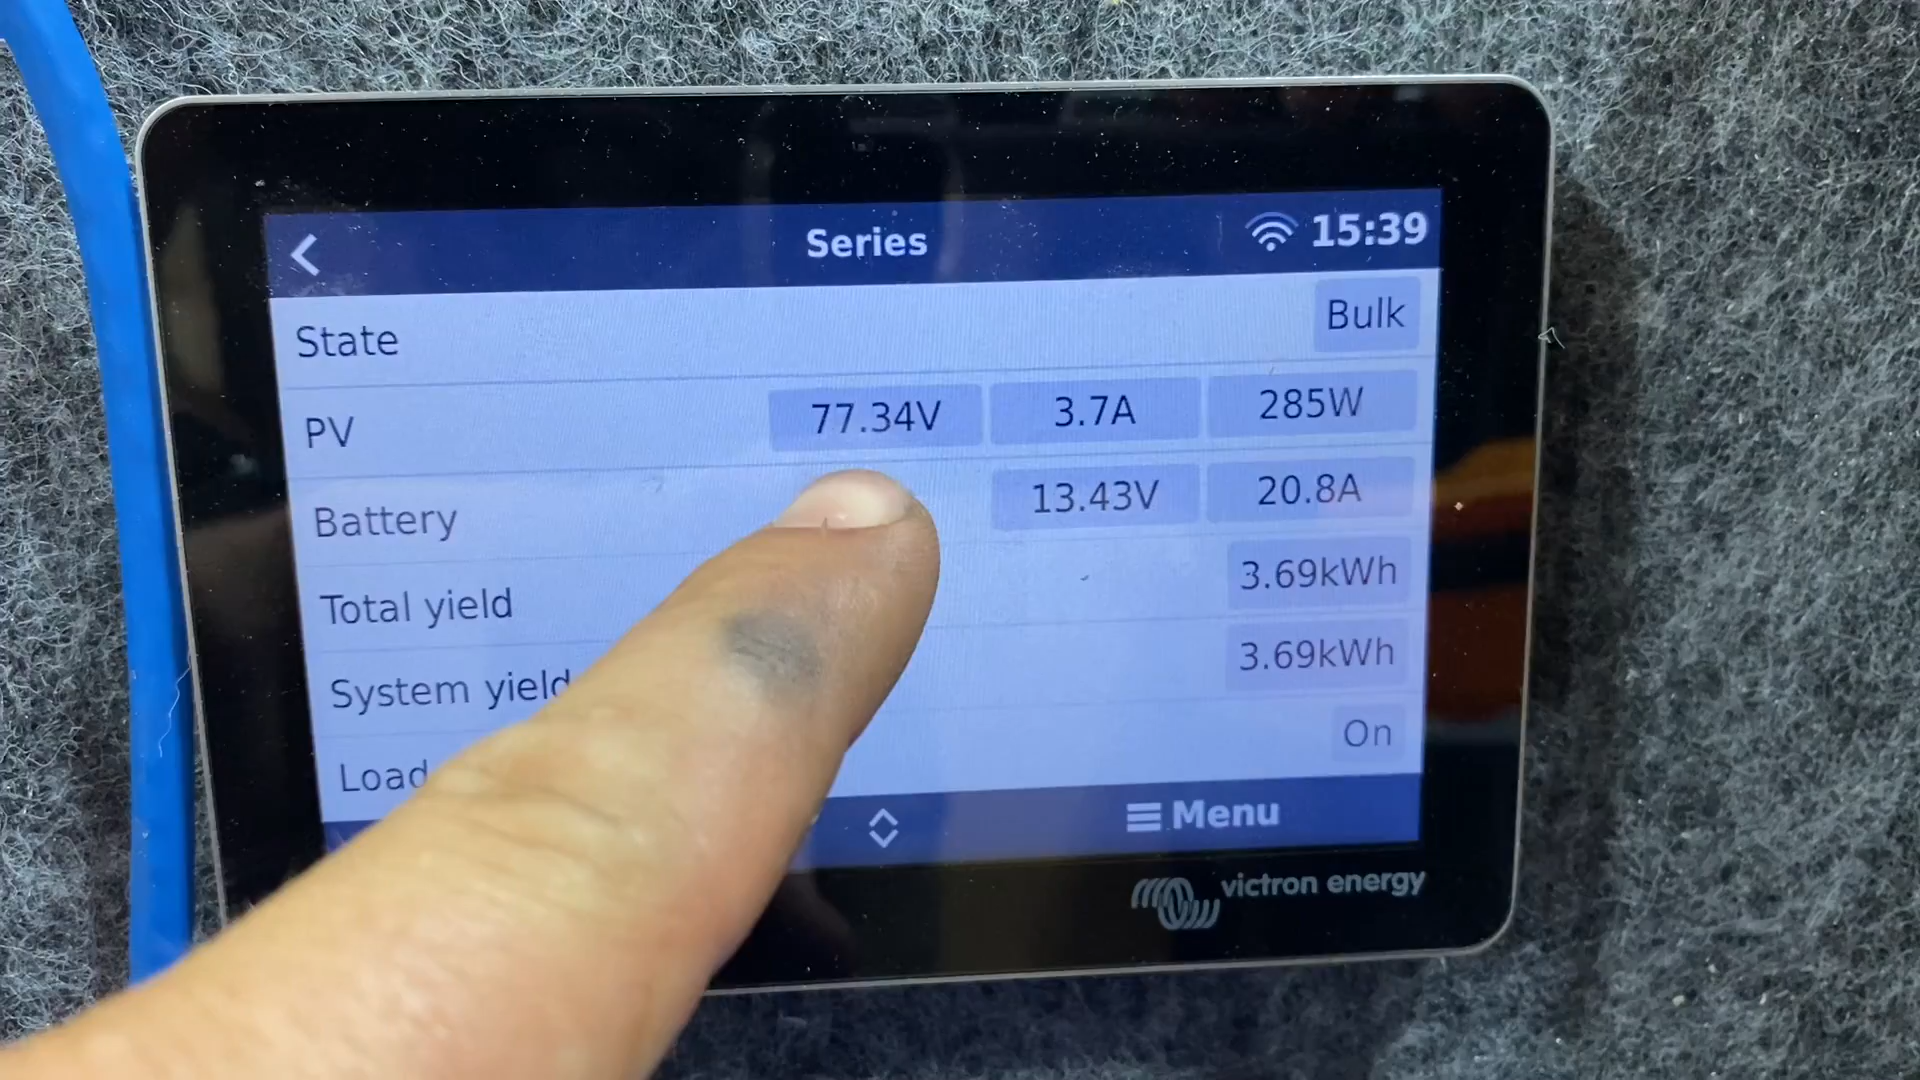 Series 15:39
State Bulk
PV 77.34V 3.7A 285W
Battery 13.43V 20.8A
Total yield 3.69kWh
System yield 3.69kWh
Load On
Menu
victron energy